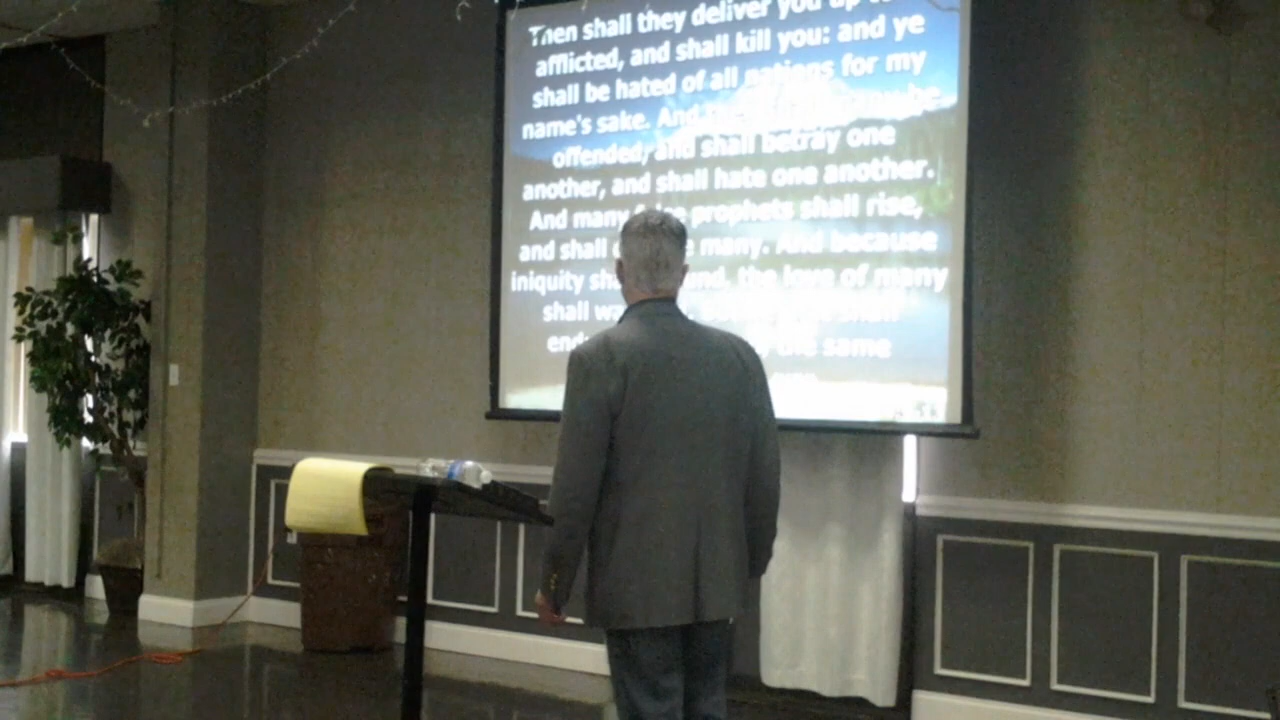 Then shall they deliver you up
afflicted, and shall kill you: and ye
shall be hated of all nations for my
name's sake. And be
offended, and shall betray one
another, and shall hate one another.
And many prophets shall rise,
and shall many. And because
iniquity the love of many
shall shall
the same